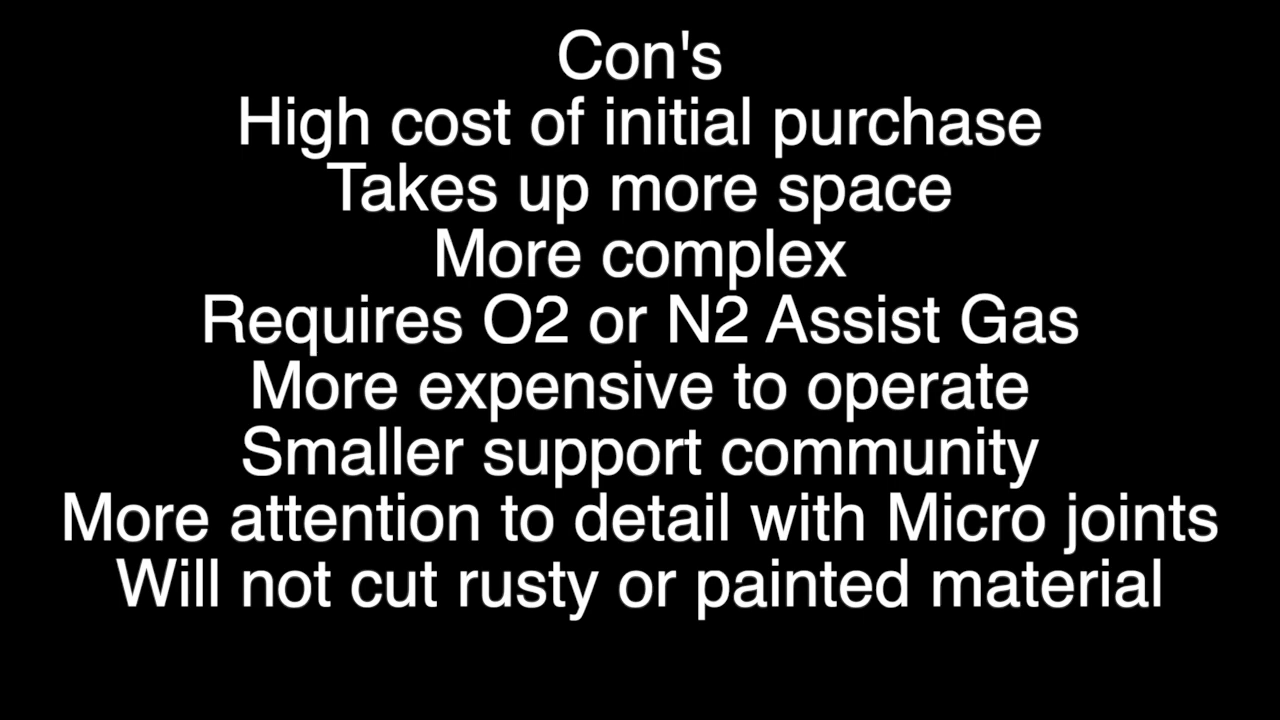 Con's
High cost of initial purchase
Takes up more space
More complex
Requires O2 or N2 Assist Gas
More expensive to operate
Smaller support community
More attention to detail with Micro joints
Will not cut rusty or painted material